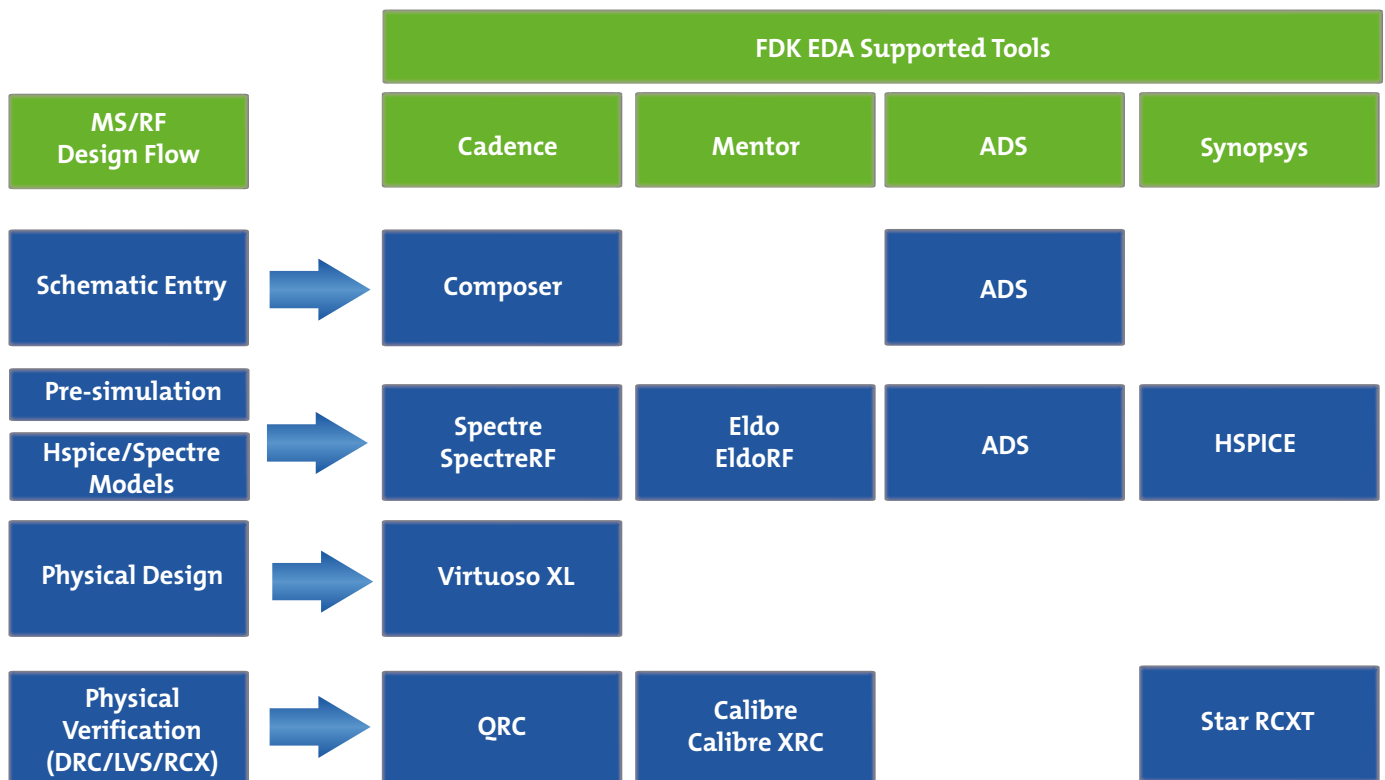 FDK EDA Supported Tools
MS/RF
Design Flow
Cadence
Mentor
ADS
Synopsys
Schematic Entry
Composer
ADS
Pre-simulation
Hspice/Spectre
Models
Spectre
SpectreRF
Eldo
EldoRF
ADS
HSPICE
Physical Design
Virtuoso XL
Physical
Verification
(DRC/LVS/RCX)
QRC
Calibre
Calibre XRC
Star RCXT